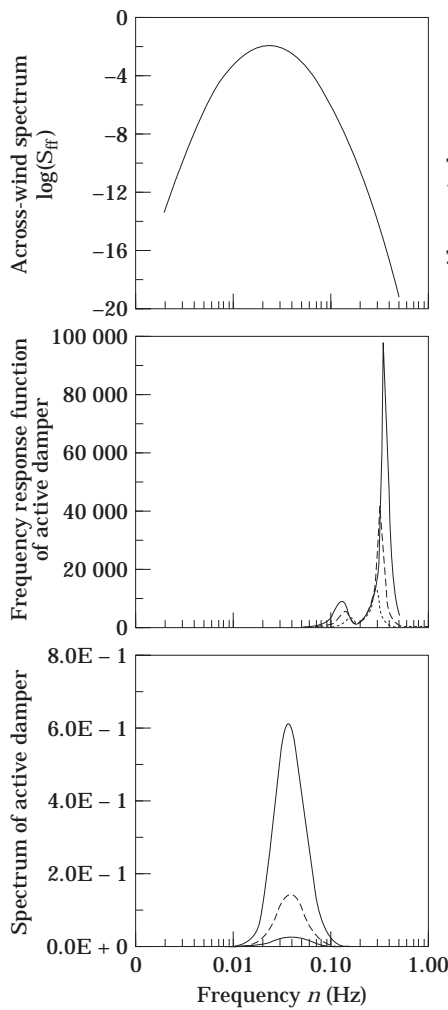 Across-wind spectrum
log(Sff)
0
−4
−8
−12
−16
−20
Frequency response function
of active damper
100 000
80 000
60 000
40 000
20 000
0
Spectrum of active damper
8.0E − 1
6.0E − 1
4.0E − 1
2.0E − 1
0.0E + 0
0 0.01 0.10 1.00
Frequency n (Hz)